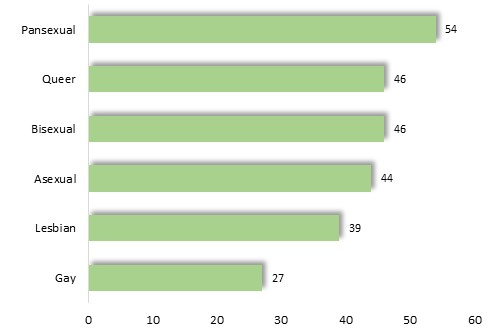 Pansexual 54
Queer 46
Bisexual 46
Asexual 44
Lesbian 39
Gay 27
0 10 20 30 40 50 60